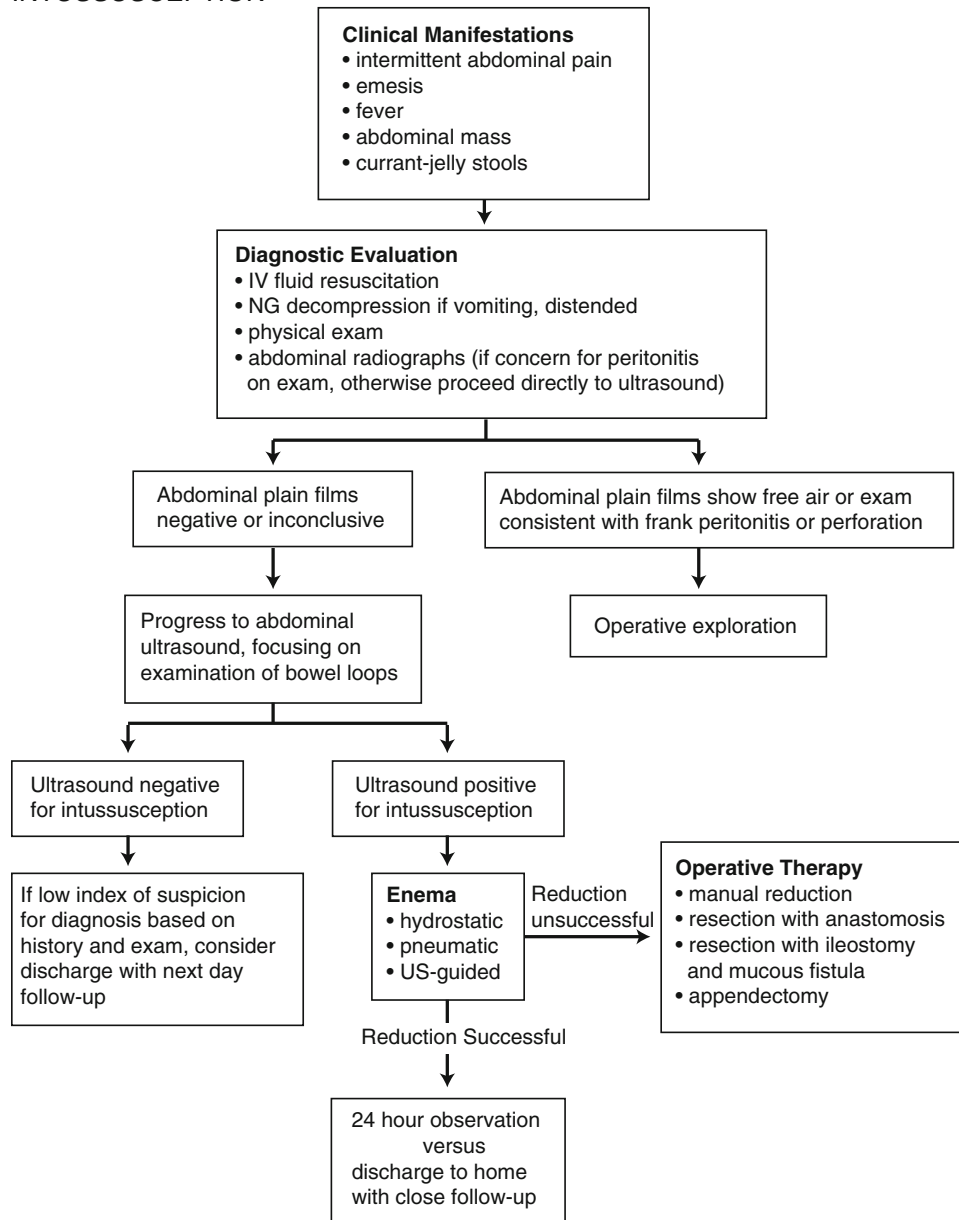 INTUSSUSCEPTION
Clinical Manifestations
• intermittent abdominal pain
• emesis
• fever
• abdominal mass
• currant-jelly stools
Diagnostic Evaluation
• IV fluid resuscitation
• NG decompression if vomiting, distended
• physical exam
• abdominal radiographs (if concern for peritonitis
on exam, otherwise proceed directly to ultrasound)
Abdominal plain films
negative or inconclusive
Abdominal plain films show free air or exam
consistent with frank peritonitis or perforation
Progress to abdominal
ultrasound, focusing on
examination of bowel loops
Operative exploration
Ultrasound negative
for intussusception
Ultrasound positive
for intussusception
If low index of suspicion
for diagnosis based on
history and exam, consider
discharge with next day
follow-up
Enema
• hydrostatic
• pneumatic
• US-guided
Reduction
unsuccessful
Operative Therapy
• manual reduction
• resection with anastomosis
• resection with ileostomy
and mucous fistula
• appendectomy
Reduction Successful
24 hour observation
versus
discharge to home
with close follow-up